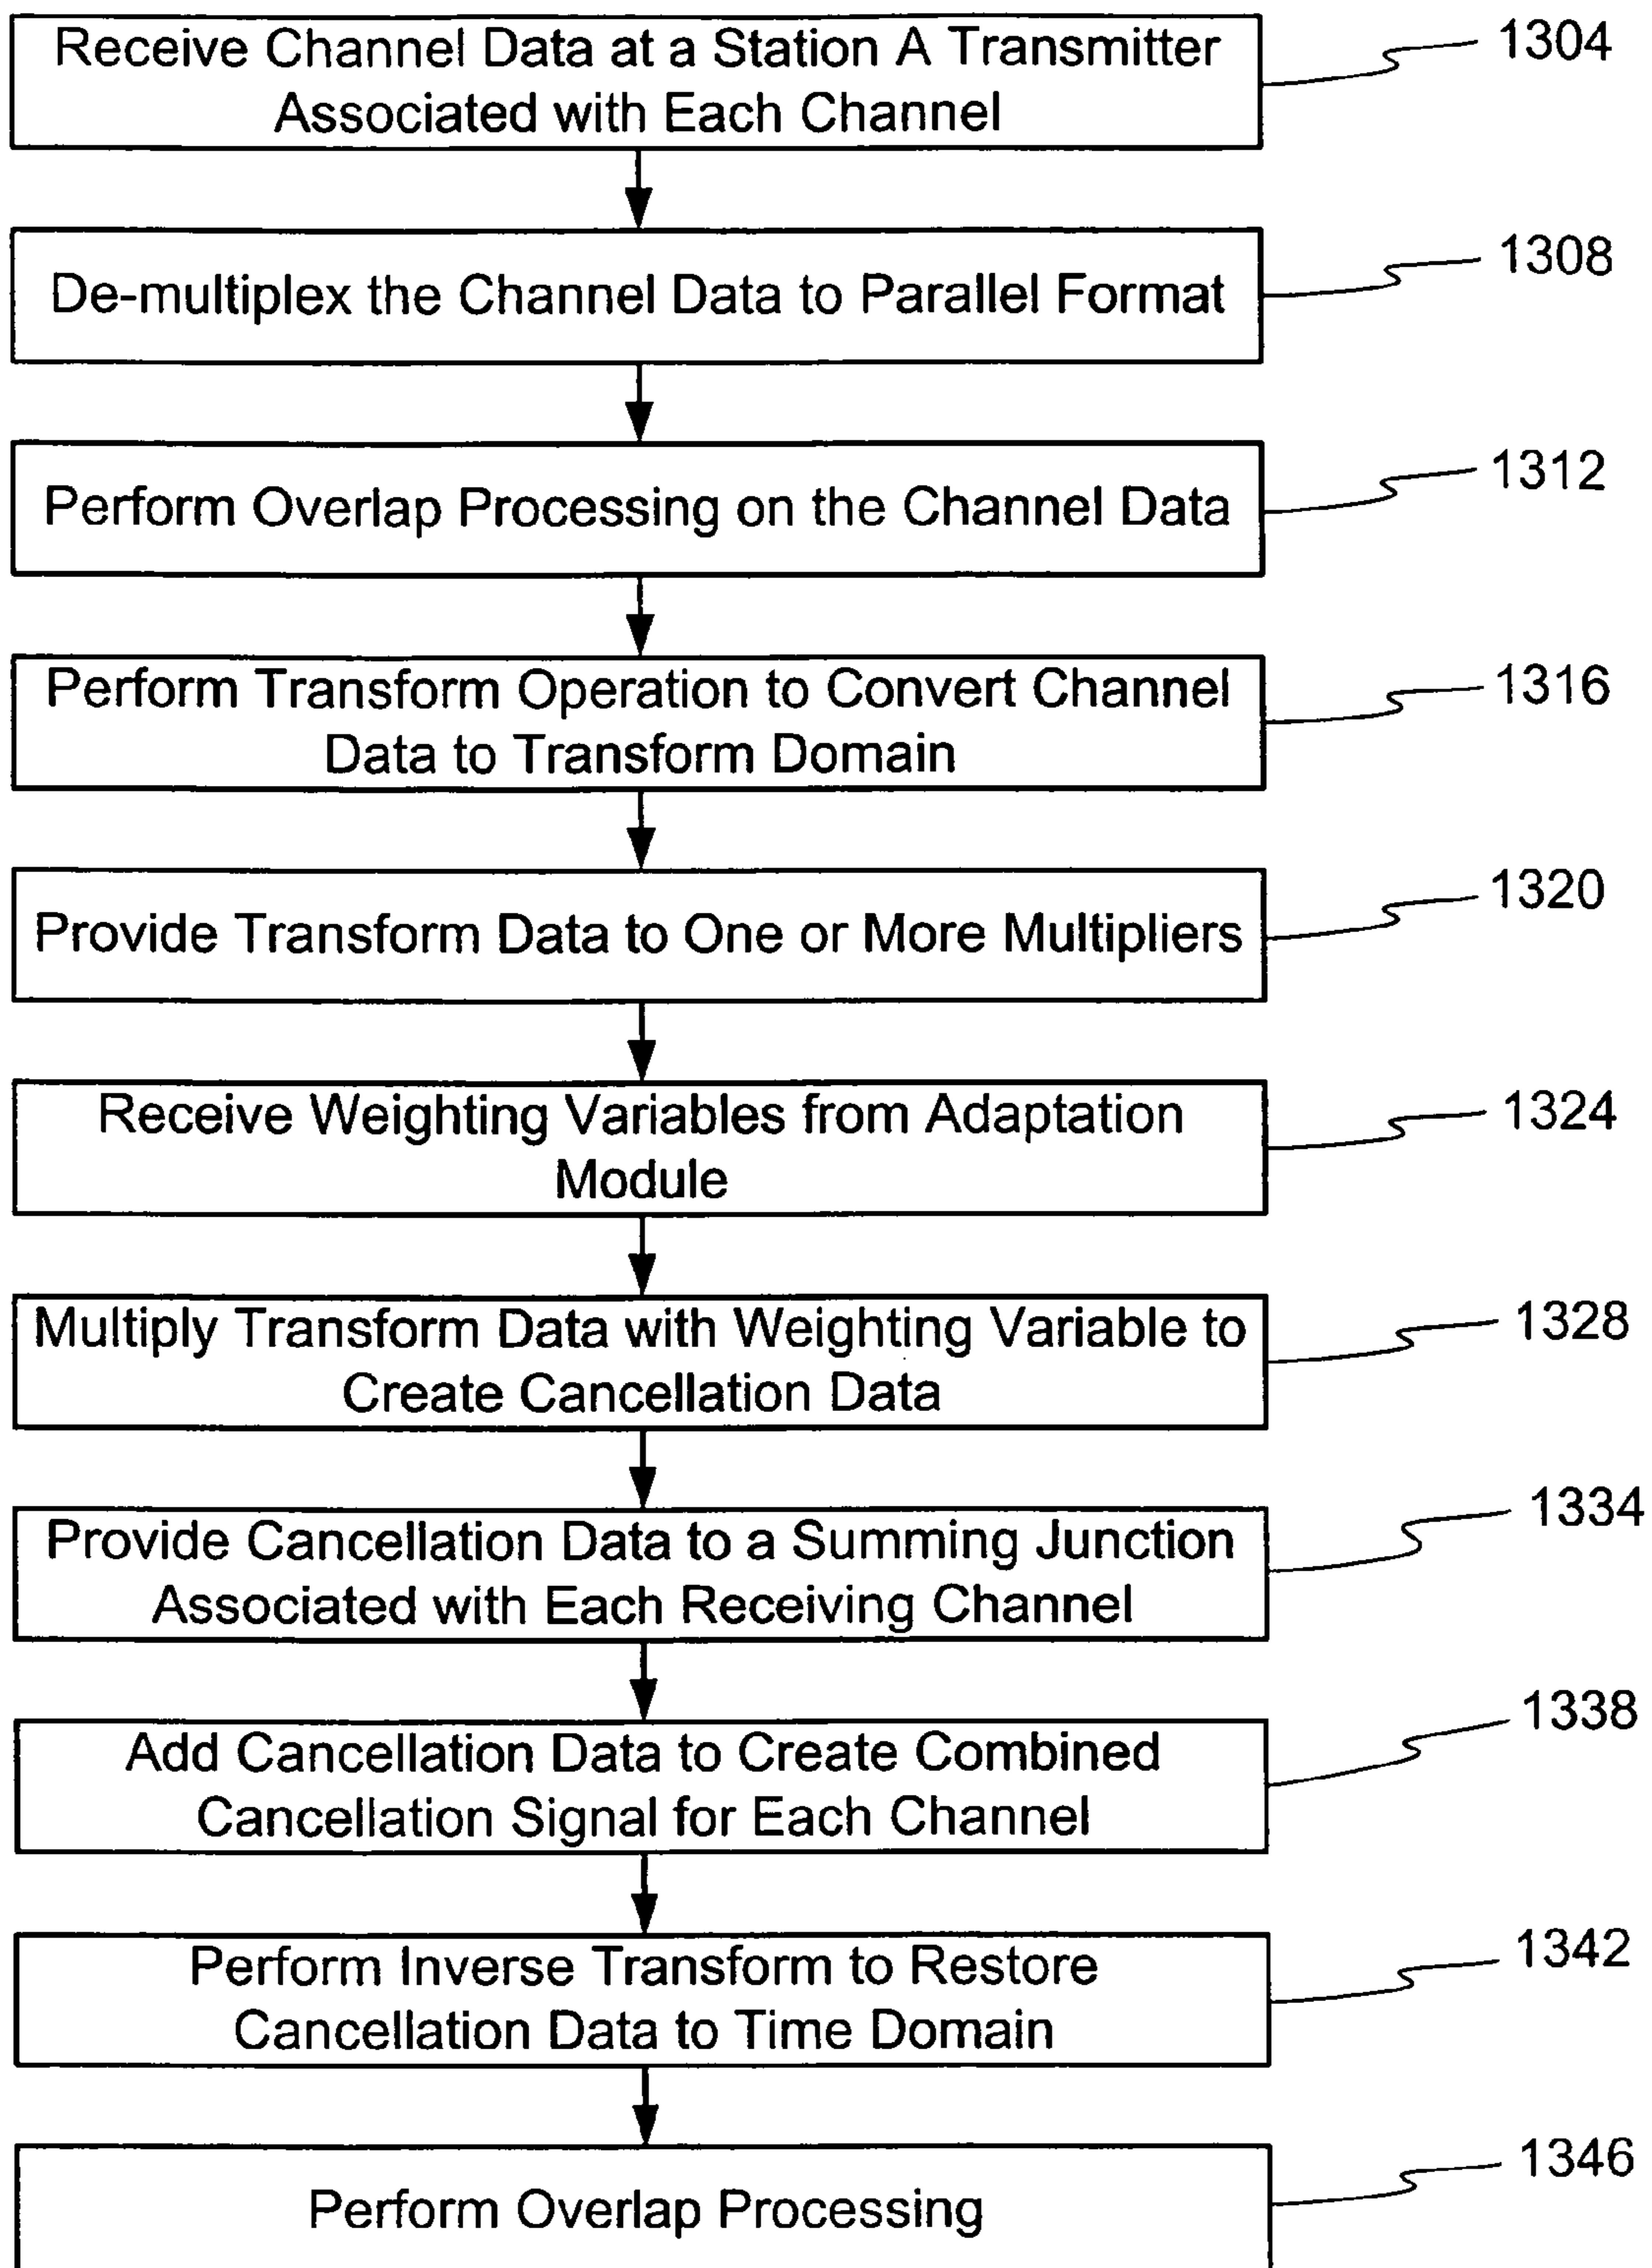 Receive Channel Data at a Station A Transmitter
Associated with Each Channel
1304
De-multiplex the Channel Data to Parallel Format
1308
Perform Overlap Processing on the Channel Data
1312
Perform Transform Operation to Convert Channel
Data to Transform Domain
1316
Provide Transform Data to One or More Multipliers
1320
Receive Weighting Variables from Adaptation
Module
1324
Multiply Transform Data with Weighting Variable to
Create Cancellation Data
1328
Provide Cancellation Data to a Summing Junction
Associated with Each Receiving Channel
1334
Add Cancellation Data to Create Combined
Cancellation Signal for Each Channel
1338
Perform Inverse Transform to Restore
Cancellation Data to Time Domain
1342
Perform Overlap Processing
1346